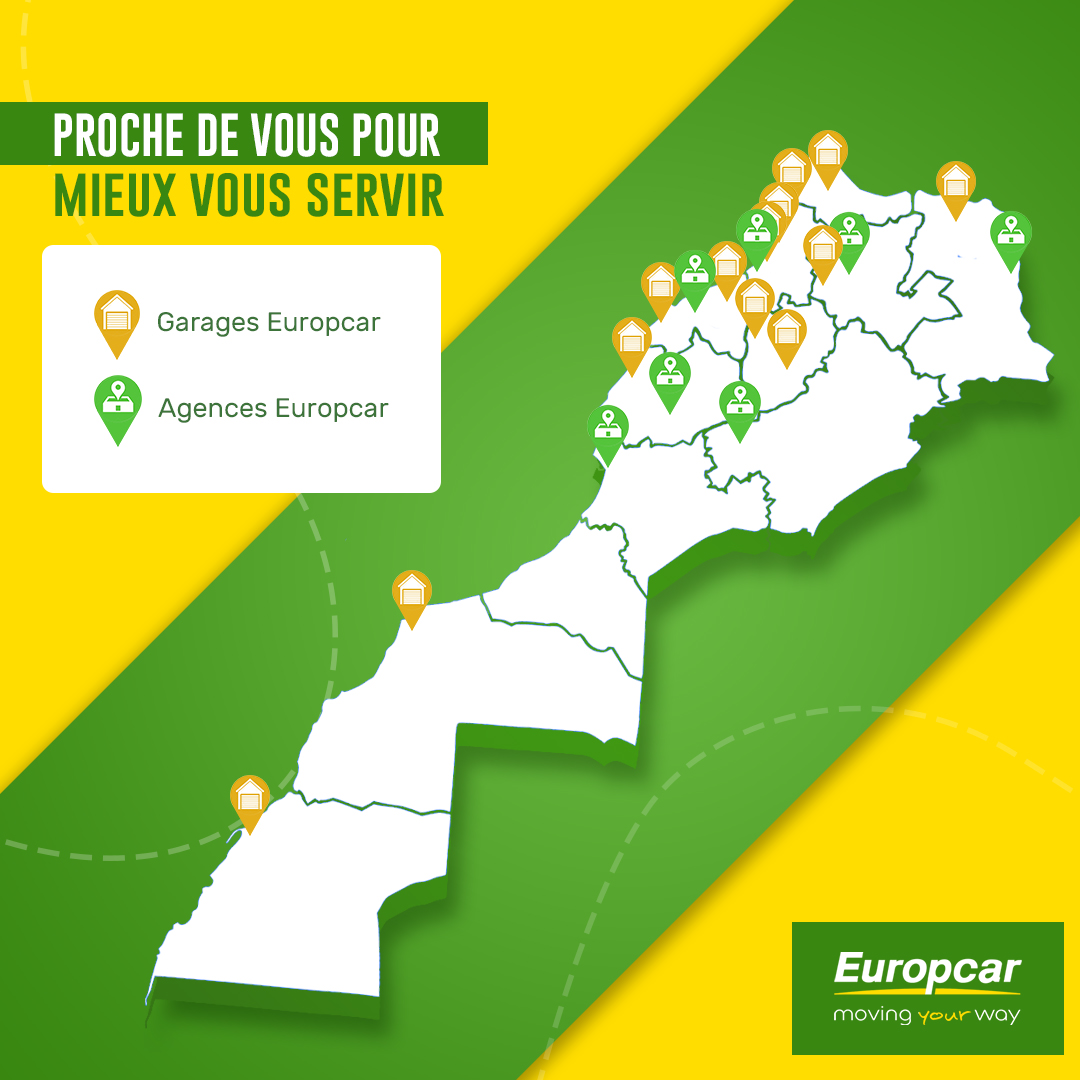 PROCHE DE VOUS POUR
MIEUX VOUS SERVIR
Garages Europcar
Agences Europcar
Europcar
moving your way